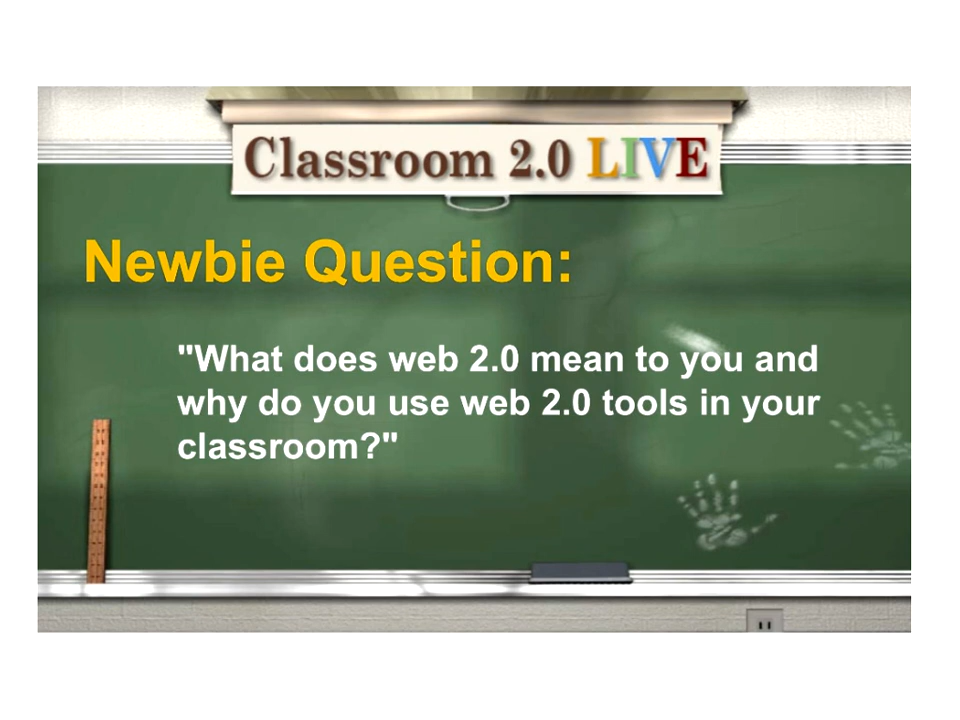 Classroom 2.0 LIVE
Newbie Question:
"What does web 2.0 mean to you and
why do you use web 2.0 tools in your
classroom?"